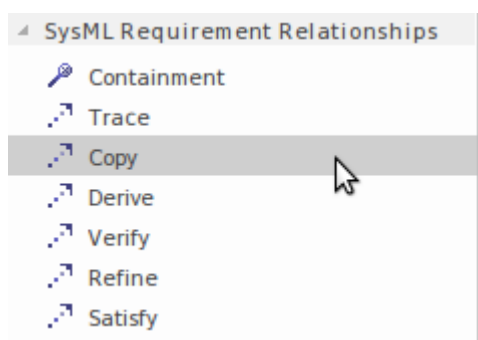 SysML Requirement Relationships
Containment
Trace
Copy
Derive
Verify
Refine
Satisfy